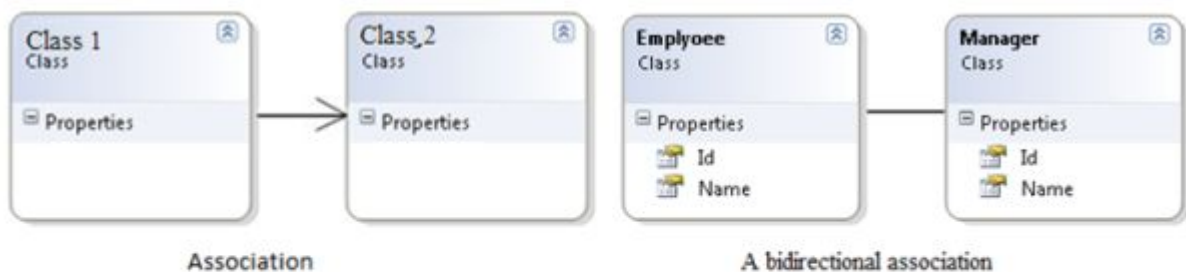 Class 1
Class
Properties
Class 2
Class
Properties
Association
Emplyoee
Class
Properties
Id
Name
Manager
Class
Properties
Id
Name
A bidirectional association